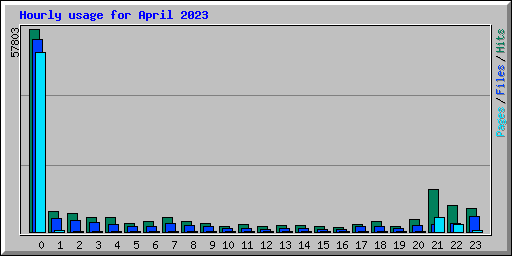 Hourly usage for April 2023
57803
Pages/Files/Hits
0 1 2 3 4 5 6 7 8 9 10 11 12 13 14 15 16 17 18 19 20 21 22 23